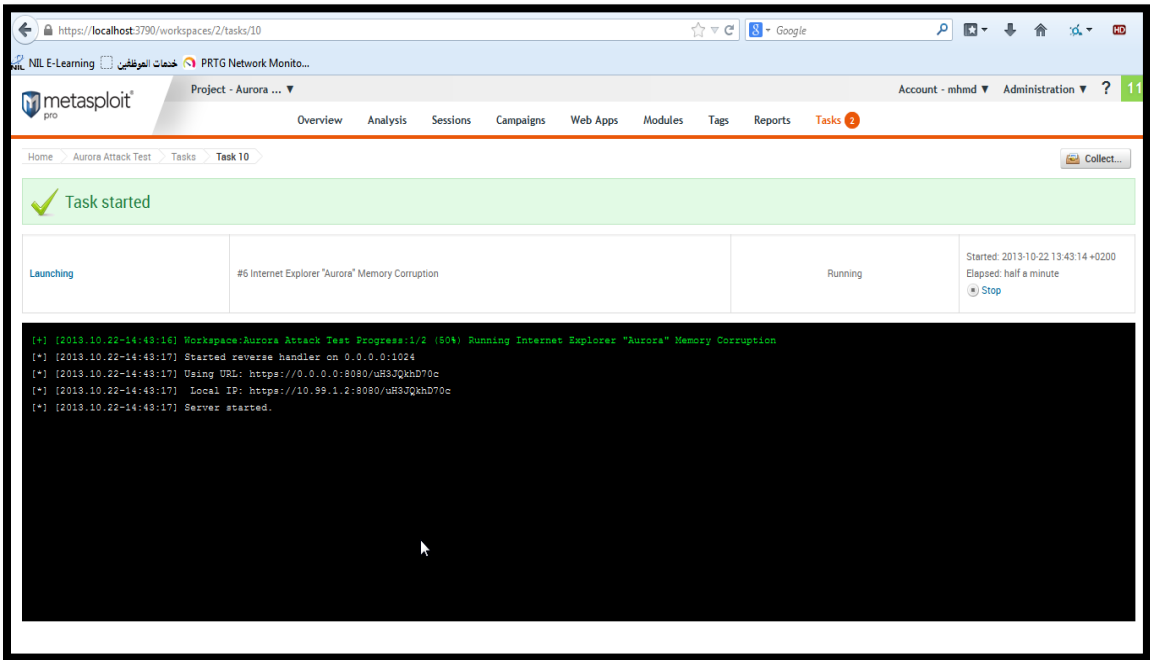 https://localhost:3790/workspaces/2/tasks/10
8 Google
HD
NIL NIL E-Learning خدمات الموظفين PRTG Network Monito...
metasploit® pro
Project - Aurora ... ▼
Account - mhmd ▼ Administration ▼ ? 11
Overview Analysis Sessions Campaigns Web Apps Modules Tags Reports Tasks 2
Home Aurora Attack Test Tasks Task 10
Collect...
Task started
Launching
#6 Internet Explorer "Aurora" Memory Corruption
Running
Started: 2013-10-22 13:43:14 +0200
Elapsed: half a minute
Stop
[+] [2013.10.22-14:43:16] Workspace:Aurora Attack Test Progress:1/2 (50%) Running Internet Explorer "Aurora" Memory Corruption
[*] [2013.10.22-14:43:17] Started reverse handler on 0.0.0.0:1024
[*] [2013.10.22-14:43:17] Using URL: https://0.0.0.0:8080/uH3JQkhD70c
[*] [2013.10.22-14:43:17]  Local IP: https://10.99.1.2:8080/uH3JQkhD70c
[*] [2013.10.22-14:43:17] Server started.